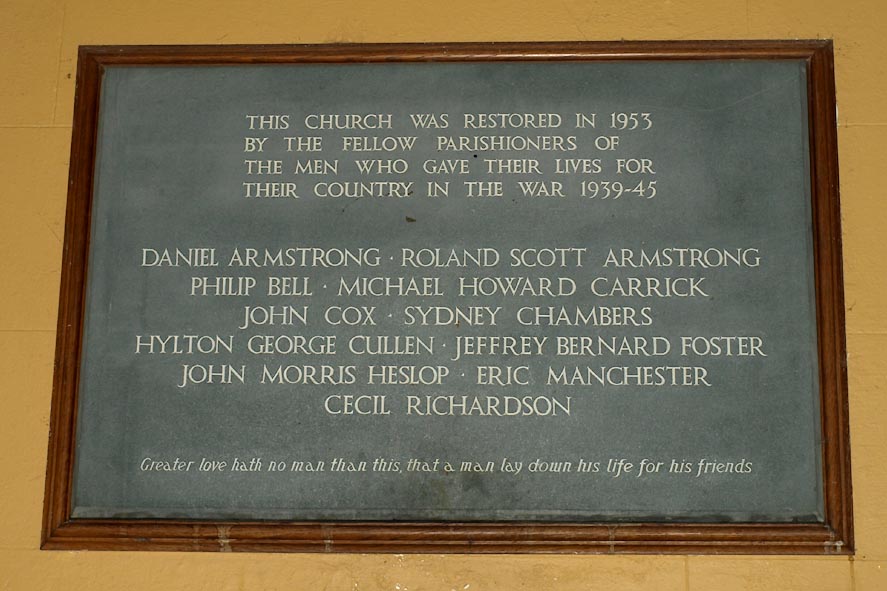 THIS CHURCH WAS RESTORED IN 1953
BY THE FELLOW PARISHIONERS OF
THE MEN WHO GAVE THEIR LIVES FOR
THEIR COUNTRY IN THE WAR 1939-45
DANIEL ARMSTRONG · ROLAND SCOTT ARMSTRONG
PHILIP BELL · MICHAEL HOWARD CARRICK
JOHN COX · SYDNEY CHAMBERS
HYLTON GEORGE CULLEN · JEFFREY BERNARD FOSTER
JOHN MORRIS HESLOP · ERIC MANCHESTER
CECIL RICHARDSON
Greater love hath no man than this, that a man lay down his life for his friends